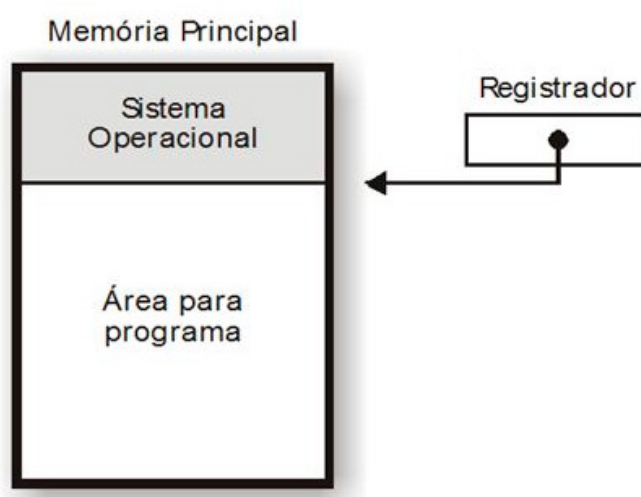 Memória Principal
Sistema
Operacional
Registrador
Área para
programa